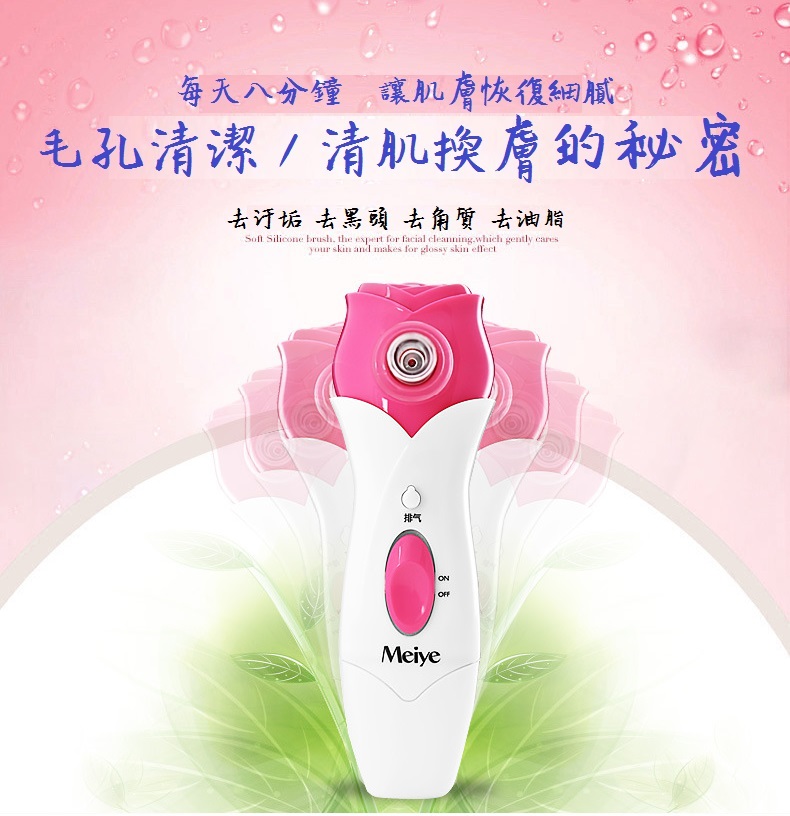 每天八分鐘 讓肌膚恢復細膩
毛孔清潔/清肌換膚的秘密
去汙垢 去黑頭 去角質 去油脂
Soft Silicone brush, the expert for facial cleanning,which gently cares
your skin and makes for glossy skin effect
排气
ON
OFF
Meiye